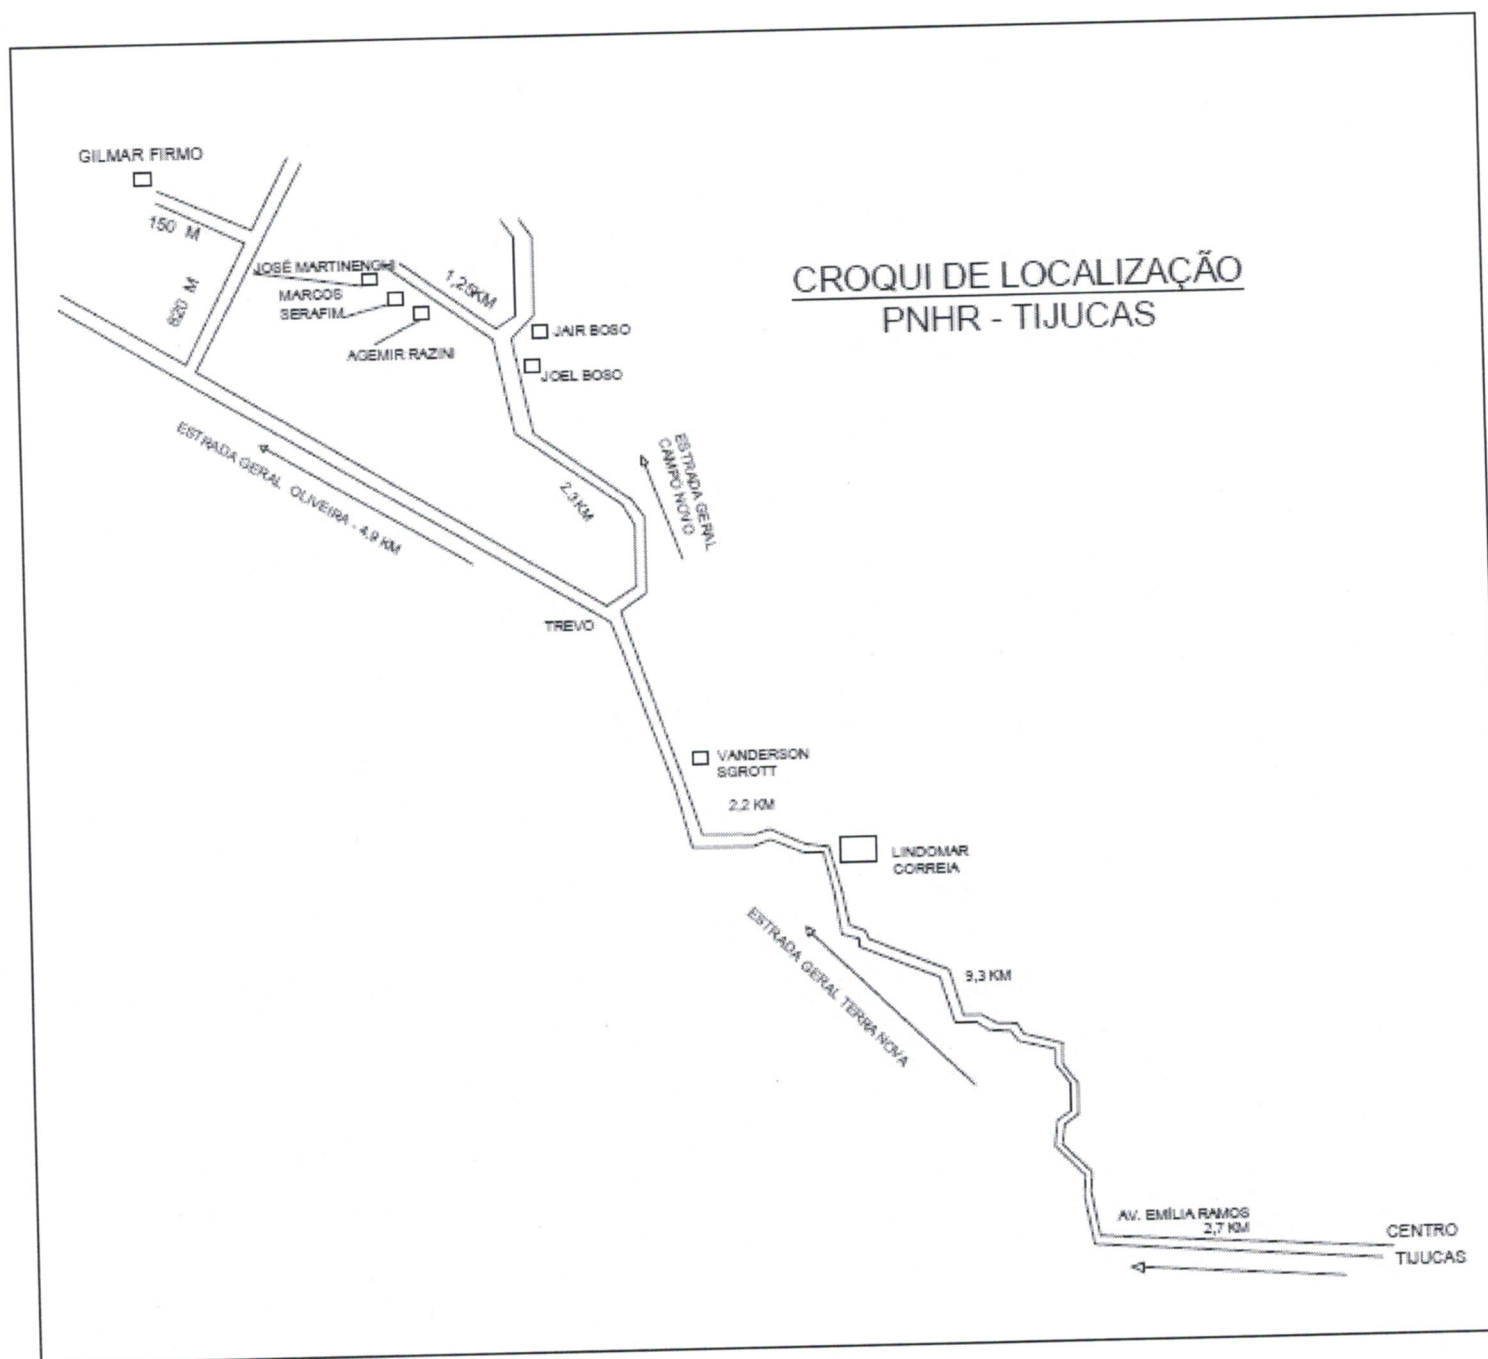 CROQUI DE LOCALIZAÇÃO
PNHR - TIJUCAS
GILMAR FIRMO
150 M
820 M
JOSÉ MARTINENGHI
MARCOS
SERAFIM
AGEMIR RAZINI
1,25KM
JAIR BOSO
JOEL BOSO
ESTRADA GERAL OLIVEIRA - 4,9 KM
2,3 KM
ESTRADA GERAL
CAMPO NOVO
TREVO
VANDERSON
SGROTT
2,2 KM
LINDOMAR
CORREIA
ESTRADA GERAL TERRA NOVA
9,3 KM
AV. EMÍLIA RAMOS
2,7 KM
CENTRO
TIJUCAS